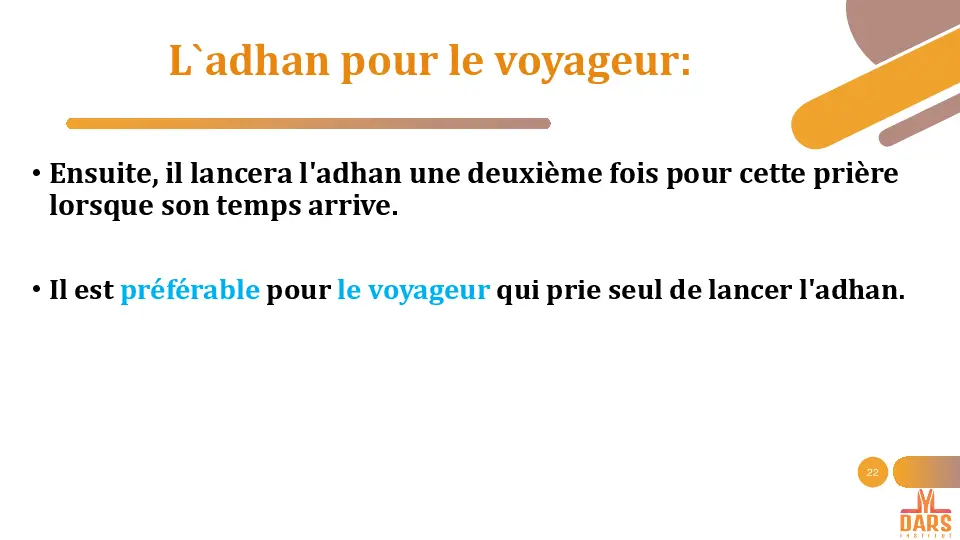 L`adhan pour le voyageur:
• Ensuite, il lancera l'adhan une deuxième fois pour cette prière
lorsque son temps arrive.
• Il est préférable pour le voyageur qui prie seul de lancer l'adhan.
22
DARS
INSTITUT